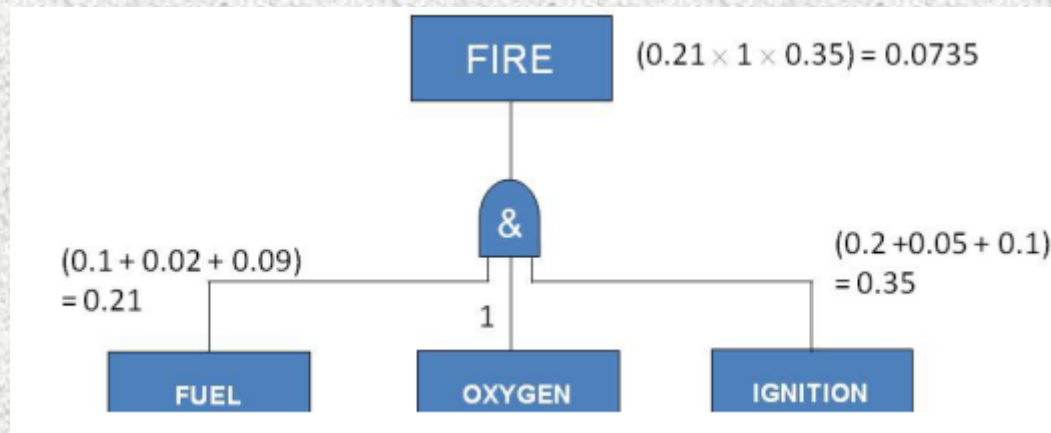 FIRE
(0.21 × 1 × 0.35) = 0.0735
&
(0.1 + 0.02 + 0.09)
= 0.21
1
(0.2 +0.05 + 0.1)
= 0.35
FUEL
OXYGEN
IGNITION